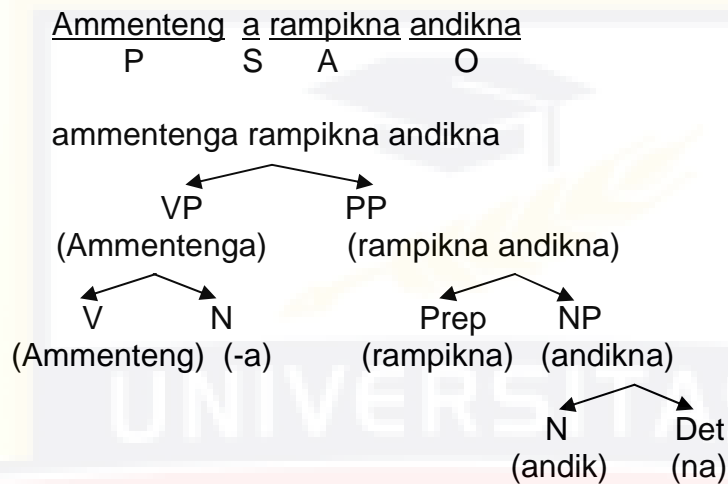 Ammenteng a rampikna andikna
P S A O
ammentenga rampikna andikna
VP PP
(Ammentenga) (rampikna andikna)
V N Prep NP
(Ammenteng) (-a) (rampikna) (andikna)
UNIVERSITA
N Det
(andik) (na)